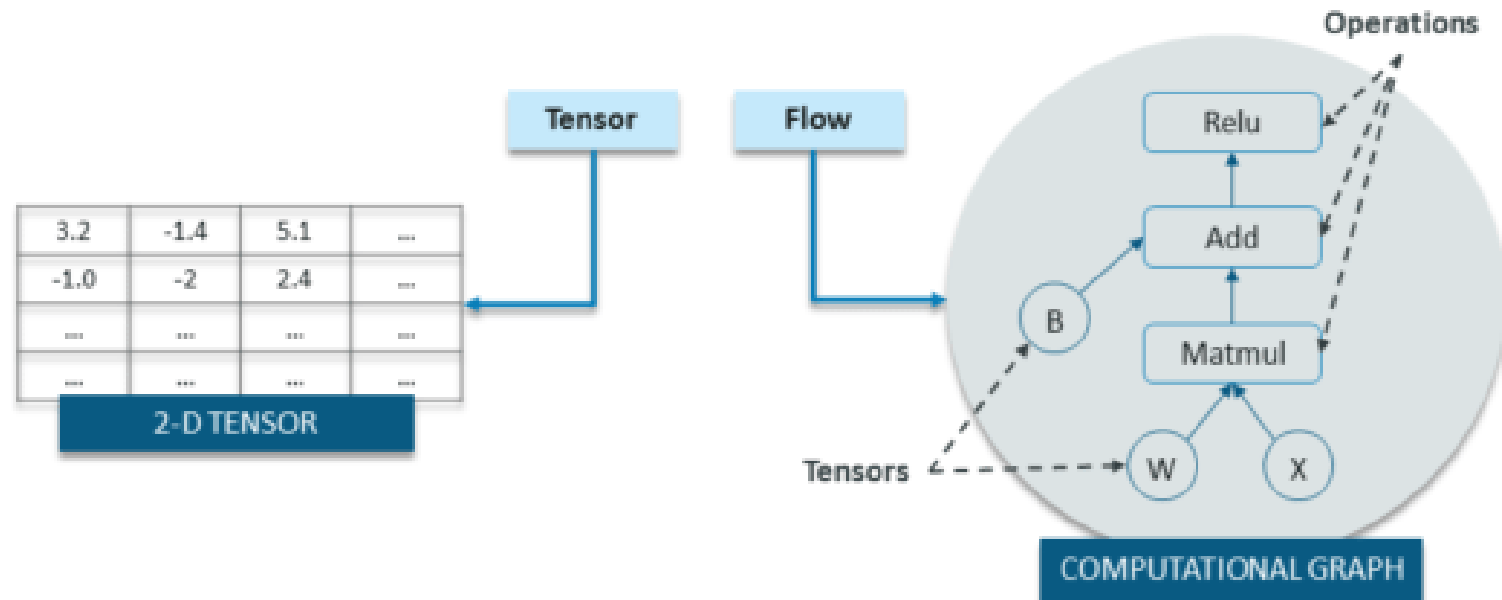 Operations
Tensor
Flow
Relu
3.2 -1.4 5.1 ...
Add
-1.0 -2 2.4 ...
B
... ... ... ...
Matmul
... ... ... ...
2-D TENSOR
Tensors
W
X
COMPUTATIONAL GRAPH